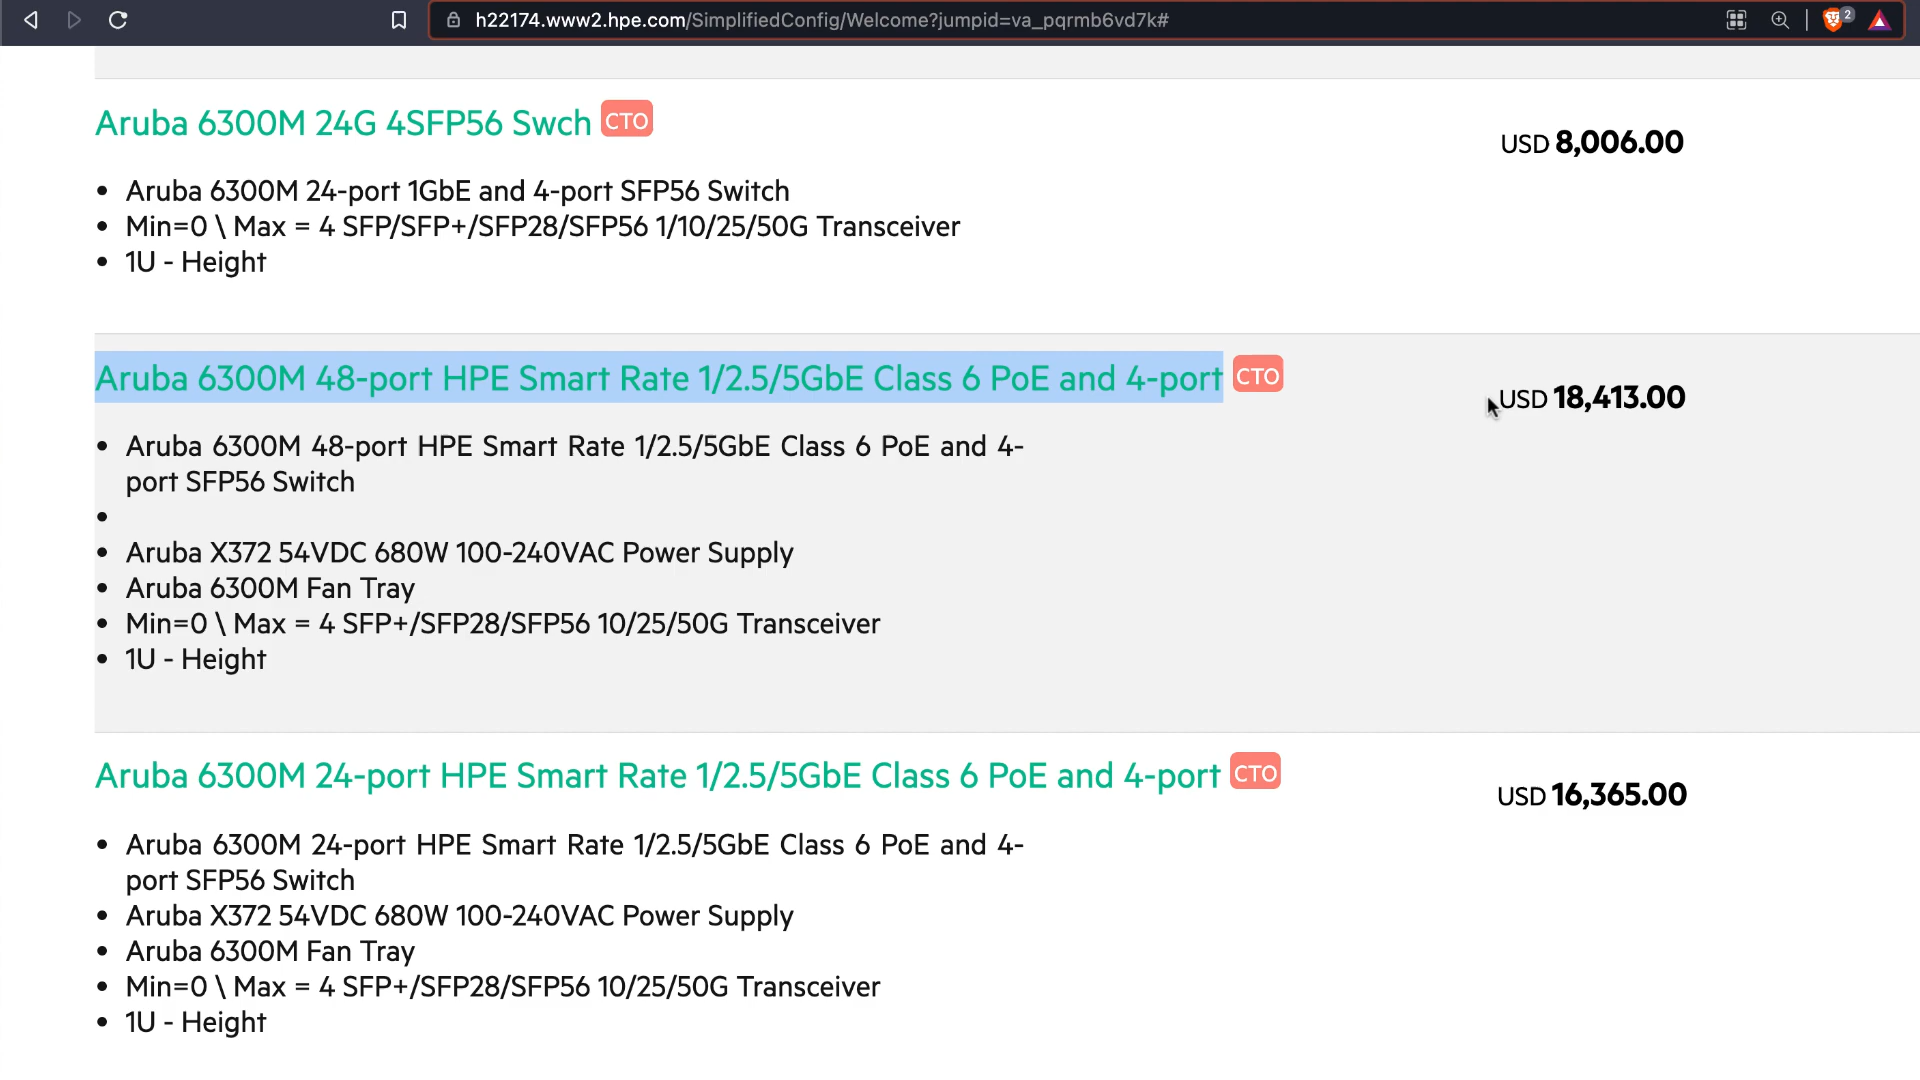 h22174.www2.hpe.com/SimplifiedConfig/Welcome?jumpid=va_pqrmb6vd7k#
2
Aruba 6300M 24G 4SFP56 Swch CTO
USD 8,006.00
• Aruba 6300M 24-port 1GbE and 4-port SFP56 Switch
• Min=0 \ Max = 4 SFP/SFP+/SFP28/SFP56 1/10/25/50G Transceiver
• 1U - Height
Aruba 6300M 48-port HPE Smart Rate 1/2.5/5GbE Class 6 PoE and 4-port CTO
USD 18,413.00
• Aruba 6300M 48-port HPE Smart Rate 1/2.5/5GbE Class 6 PoE and 4-
port SFP56 Switch
•
• Aruba X372 54VDC 680W 100-240VAC Power Supply
• Aruba 6300M Fan Tray
• Min=0 \ Max = 4 SFP+/SFP28/SFP56 10/25/50G Transceiver
• 1U - Height
Aruba 6300M 24-port HPE Smart Rate 1/2.5/5GbE Class 6 PoE and 4-port CTO
USD 16,365.00
• Aruba 6300M 24-port HPE Smart Rate 1/2.5/5GbE Class 6 PoE and 4-
port SFP56 Switch
• Aruba X372 54VDC 680W 100-240VAC Power Supply
• Aruba 6300M Fan Tray
• Min=0 \ Max = 4 SFP+/SFP28/SFP56 10/25/50G Transceiver
• 1U - Height